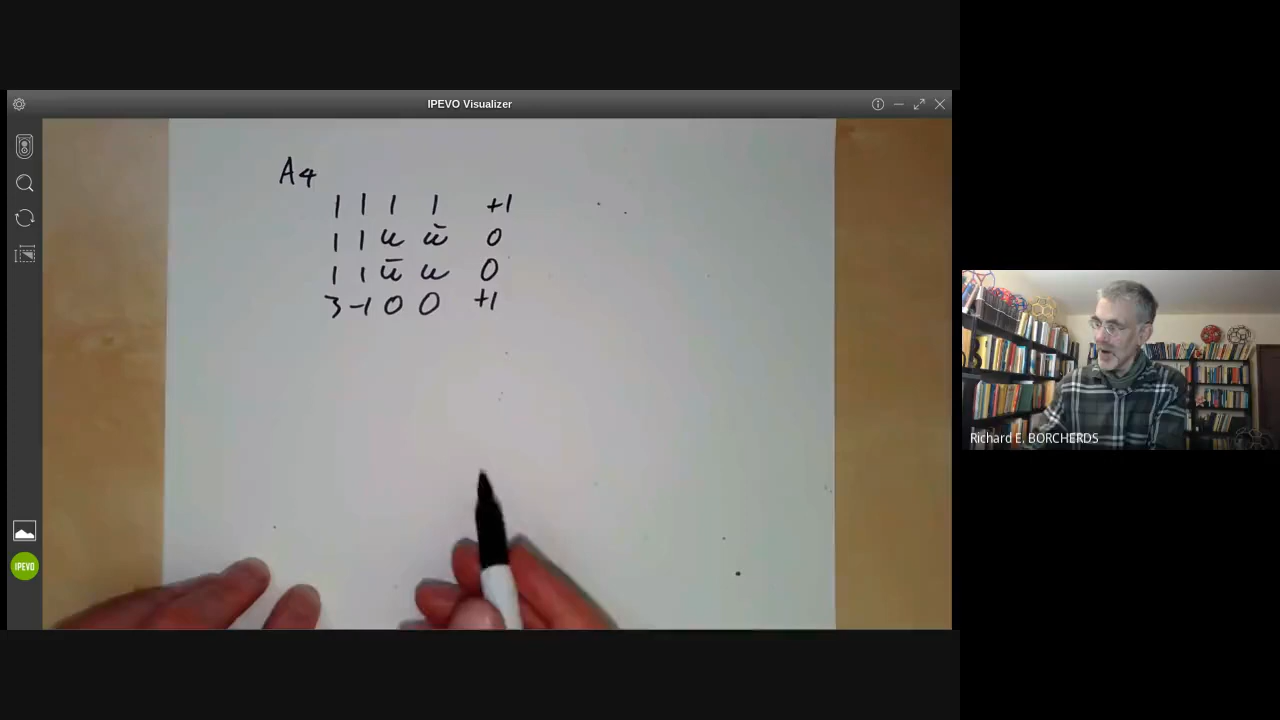 IPEVO Visualizer
A4
1 1 1 1 +1
1 1 u ū 0
1 1 ū u 0
3 -1 0 0 +1
IPEVO
Richard E. BORCHERDS